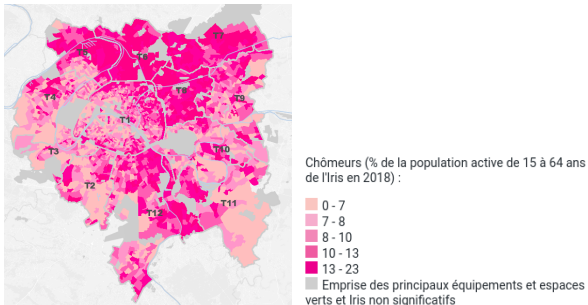 T7
T5
T6
T8
T4
T9
T1
T3
T10
T2
T11
T12
Chômeurs (% de la population active de 15 à 64 ans
de l'Iris en 2018) :
0 - 7
7 - 8
8 - 10
10 - 13
13 - 23
Emprise des principaux équipements et espaces
verts et Iris non significatifs